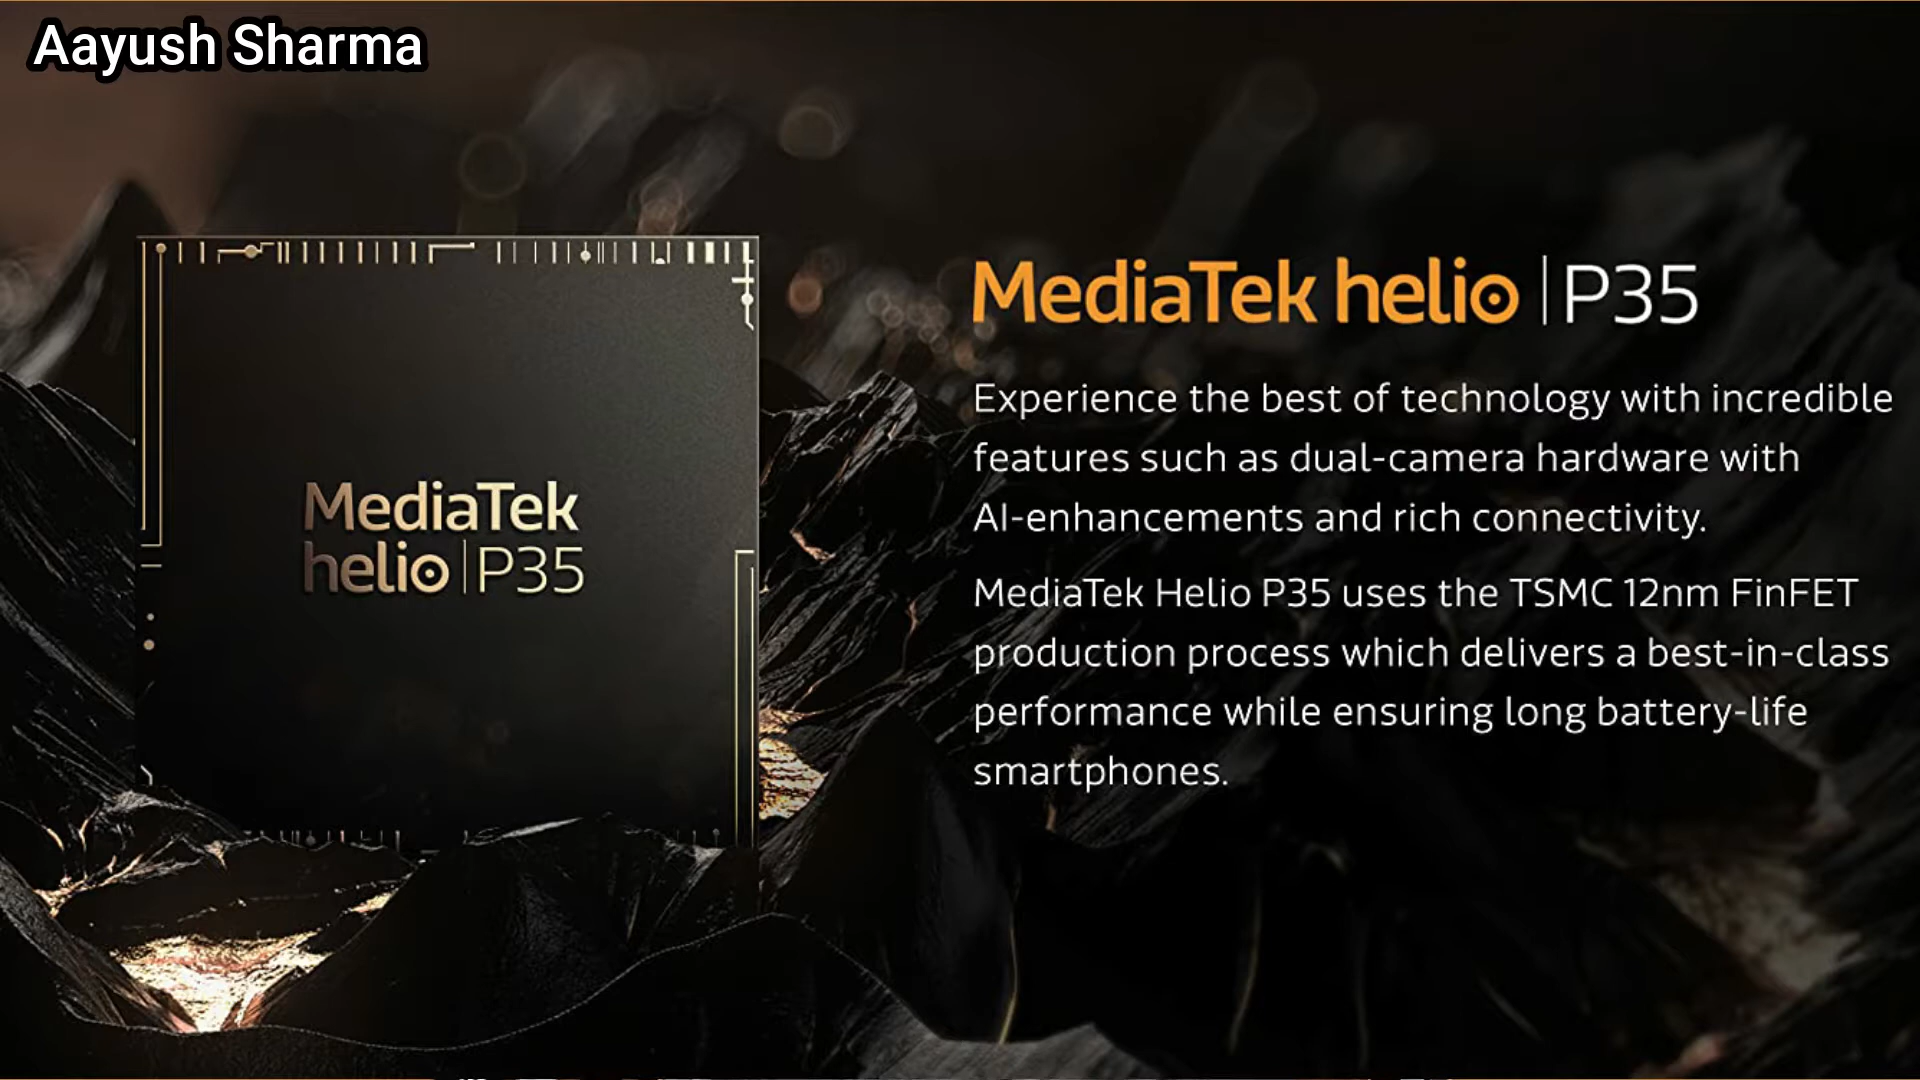 Aayush Sharma
MediaTek
helio | P35
MediaTek helio | P35
Experience the best of technology with incredible
features such as dual-camera hardware with
AI-enhancements and rich connectivity.
MediaTek Helio P35 uses the TSMC 12nm FinFET
production process which delivers a best-in-class
performance while ensuring long battery-life
smartphones.